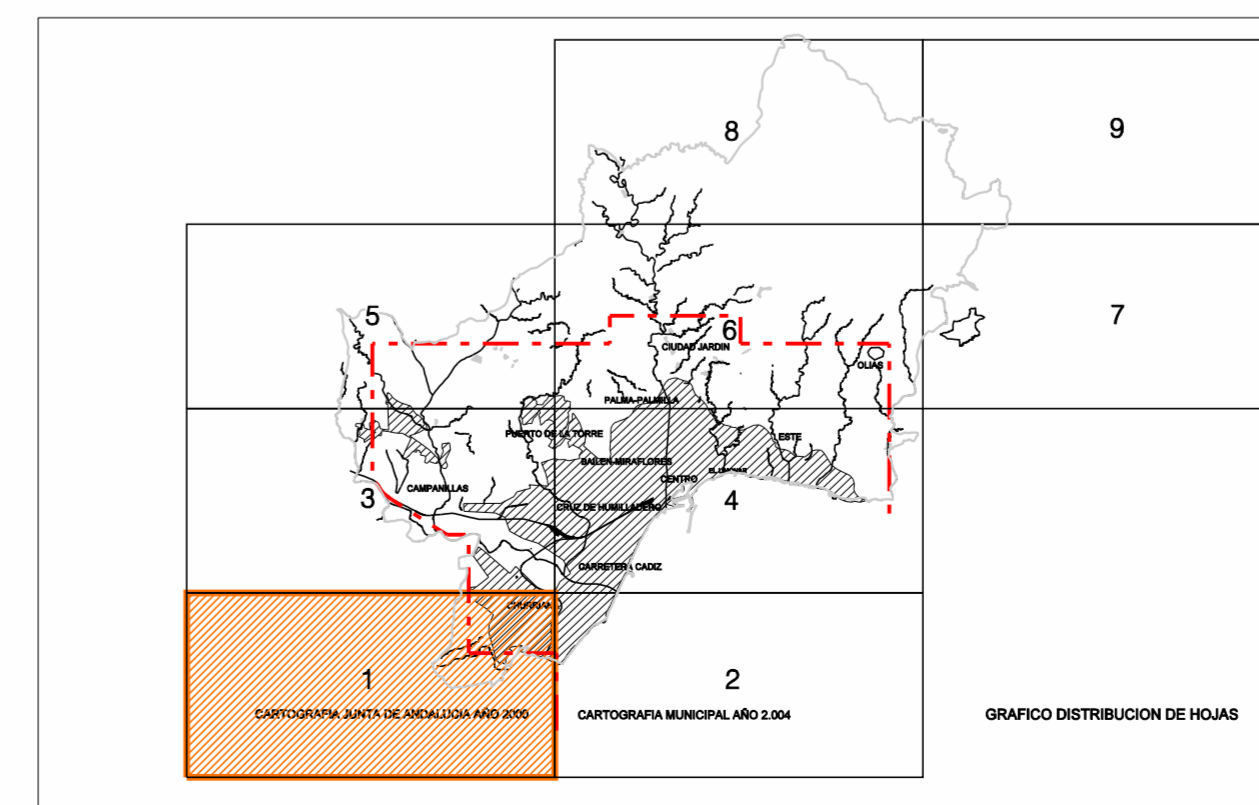 8
9
5
6
7
CIUDAD JARDIN
OLIAS
PALMA-PALMILLA
PUERTO DE LA TORRE
ESTE
BAILEN-MIRAFLORES
CENTRO
CAMPANILLAS
3
4
CRUZ DE HUMILLADERO
CARRETERA CADIZ
1
2
CARTOGRAFIA JUNTA DE ANDALUCIA AÑO 2000
CARTOGRAFIA MUNICIPAL AÑO 2.004
GRAFICO DISTRIBUCION DE HOJAS